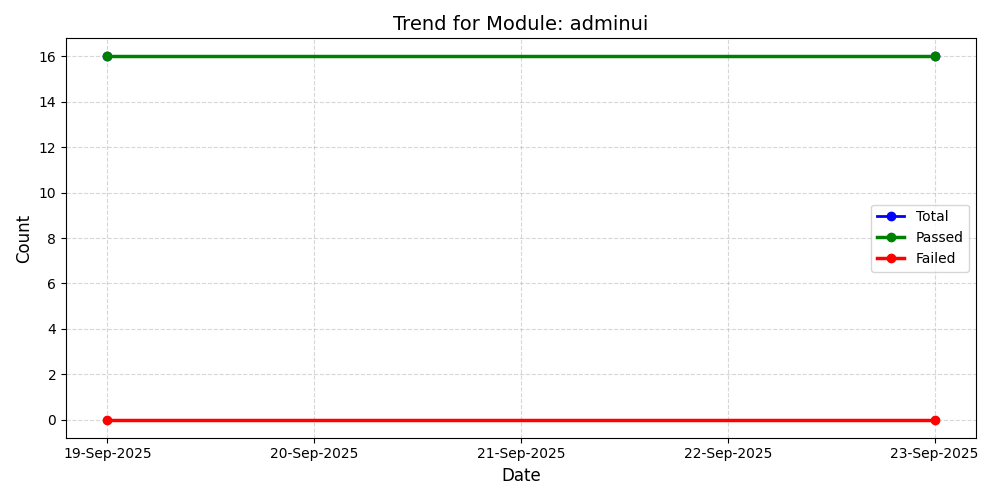 Trend for Module: adminui
Count
16
14
12
10
8
6
4
2
0
Total
Passed
Failed
19-Sep-2025
20-Sep-2025
21-Sep-2025
22-Sep-2025
23-Sep-2025
Date